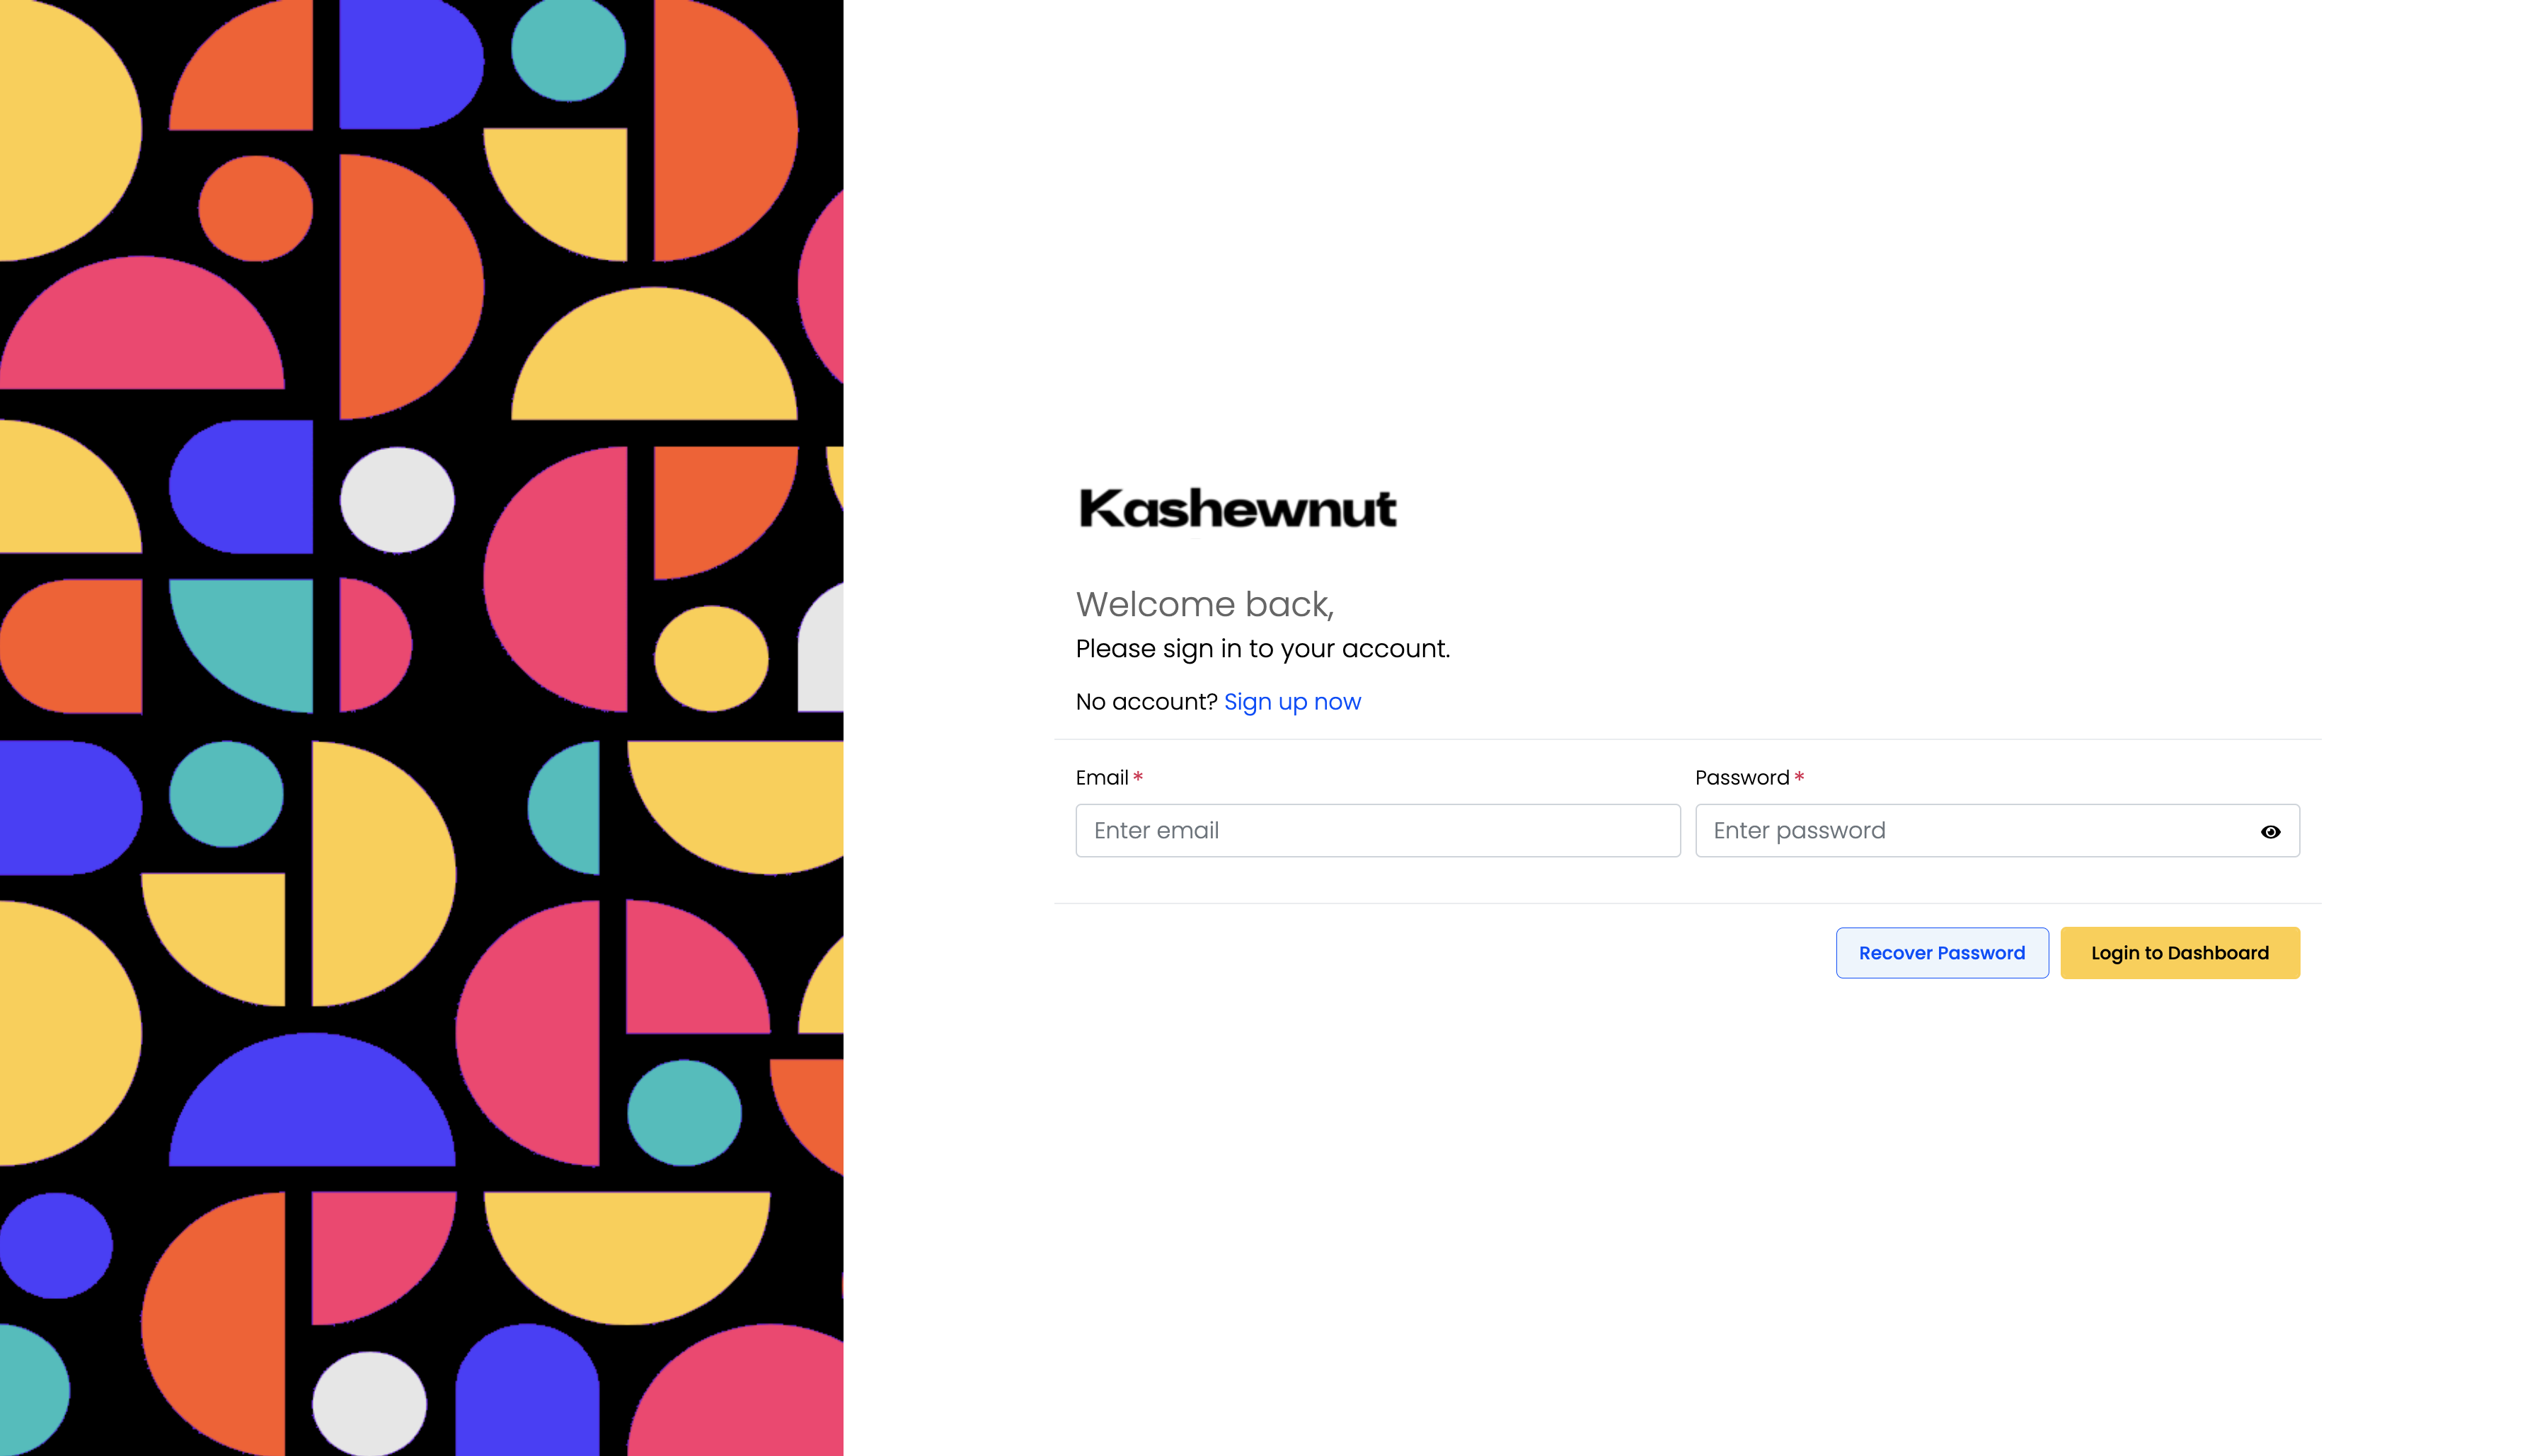 Kashewnut
Welcome back,
Please sign in to your account.
No account? Sign up now
Email *
Password *
Enter email
Enter password
Recover Password
Login to Dashboard